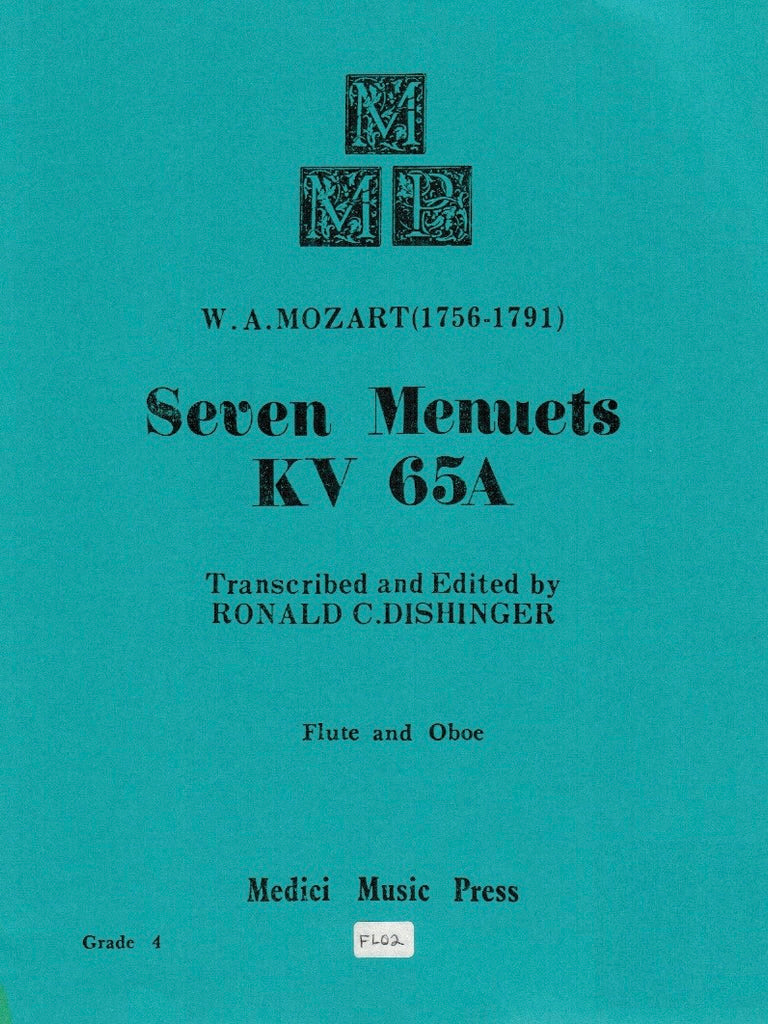 M
M P
W.A.MOZART(1756-1791)
Seven Menuets
KV 65A
Transcribed and Edited by
RONALD C.DISHINGER
Flute and Oboe
Medici Music Press
Grade 4
FL02